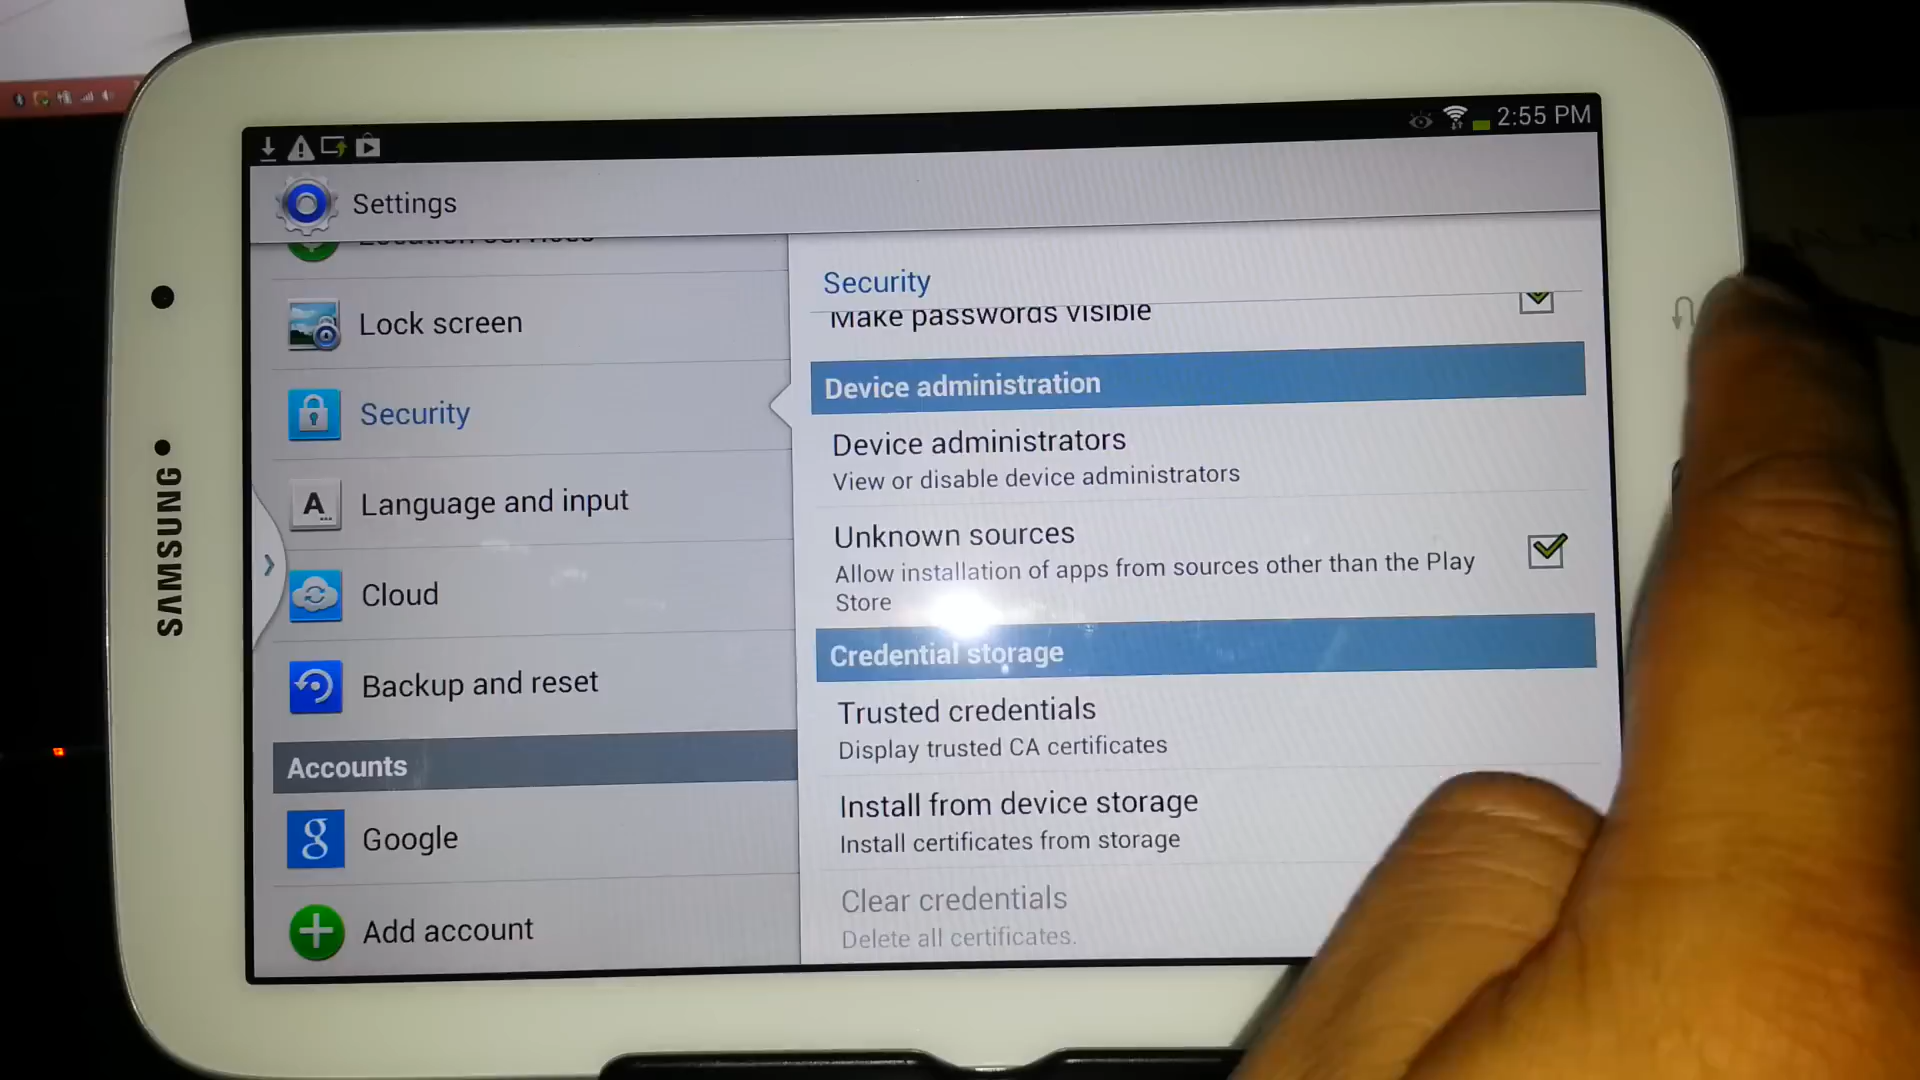 2:55 PM
Settings
Location services
Lock screen
Security
Language and input
Cloud
Backup and reset
Accounts
Google
Add account
Security
Make passwords visible
Device administration
Device administrators
View or disable device administrators
Unknown sources
Allow installation of apps from sources other than the Play
Store
Credential storage
Trusted credentials
Display trusted CA certificates
Install from device storage
Install certificates from storage
Clear credentials
Delete all certificates.
SAMSUNG